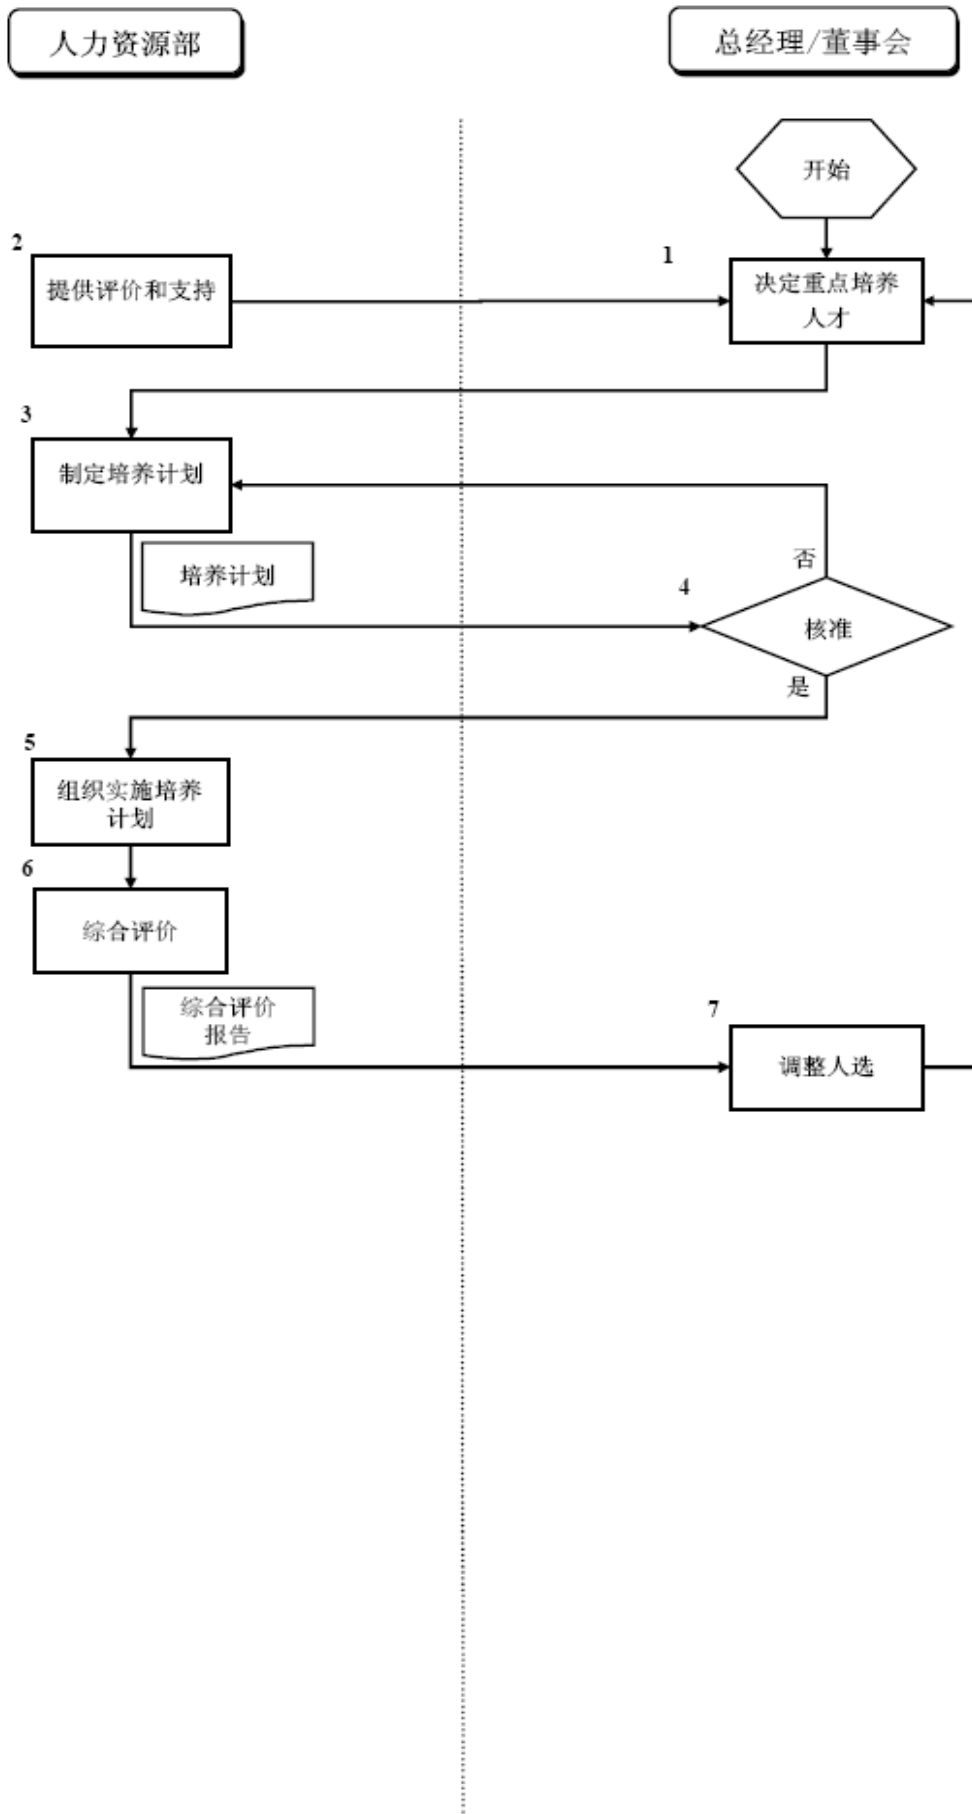 人力资源部
总经理/董事会
开始
2
提供评价和支持
1
决定重点培养
人才
3
制定培养计划
培养计划
否
4
核准
是
5
组织实施培养
计划
6
综合评价
综合评价
报告
7
调整人选